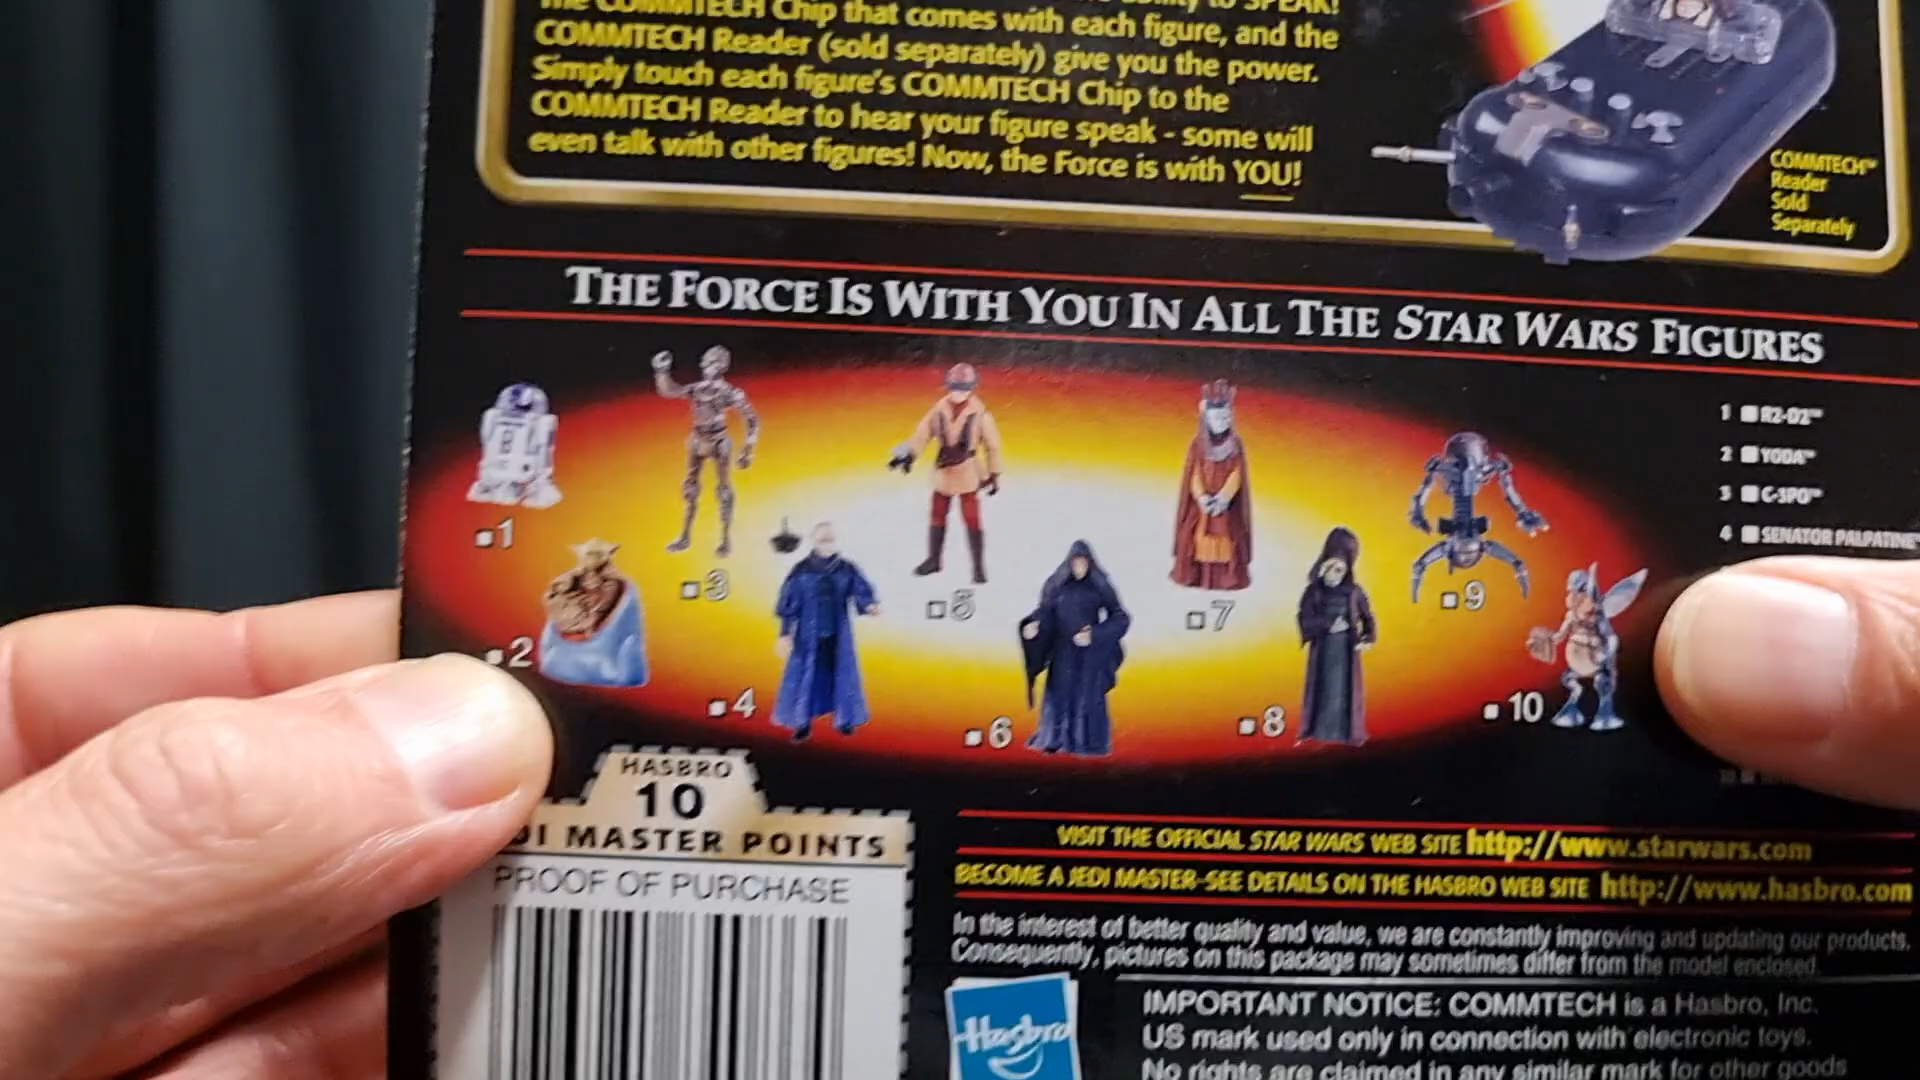 The COMMTECH Chip that comes with each figure, and the
COMMTECH Reader (sold separately) give you the power.
Simply touch each figure's COMMTECH Chip to the
COMMTECH Reader to hear your figure speak - some will
even talk with other figures! Now, the Force is with YOU!
COMMTECH™
Reader
Sold
Separately
THE FORCE IS WITH YOU IN ALL THE STAR WARS FIGURES
1 R2-D2™
2 YODA™
3 C-3PO™
4 SENATOR PALPATINE™
1
2
3
4
5
6
7
8
9
10
HASBRO
10
MASTER POINTS
PROOF OF PURCHASE
VISIT THE OFFICIAL STAR WARS WEB SITE http://www.starwars.com
BECOME A JEDI MASTER-SEE DETAILS ON THE HASBRO WEB SITE http://www.hasbro.com
In the interest of better quality and value, we are constantly improving and updating our products.
Consequently, pictures on this package may sometimes differ from the model enclosed.
Hasbro
IMPORTANT NOTICE: COMMTECH is a Hasbro, Inc.
US mark used only in connection with electronic toys.
No rights are claimed in any similar mark for other goods